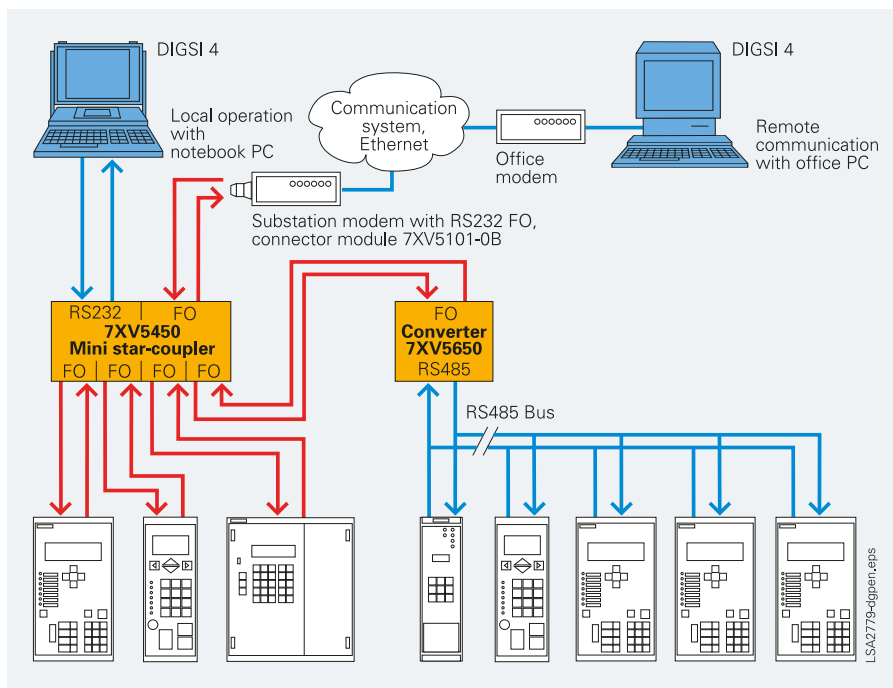 DIGSI 4
Local operation
with
notebook PC
Communication
system,
Ethernet
Office
modem
DIGSI 4
Remote
communication
with office PC
Substation modem with RS232 FO,
connector module 7XV5101-0B
RS232
FO
7XV5450
Mini star-coupler
FO
FO
FO
FO
FO
Converter
7XV5650
RS485
RS485 Bus
LSA2779-dgpen.eps